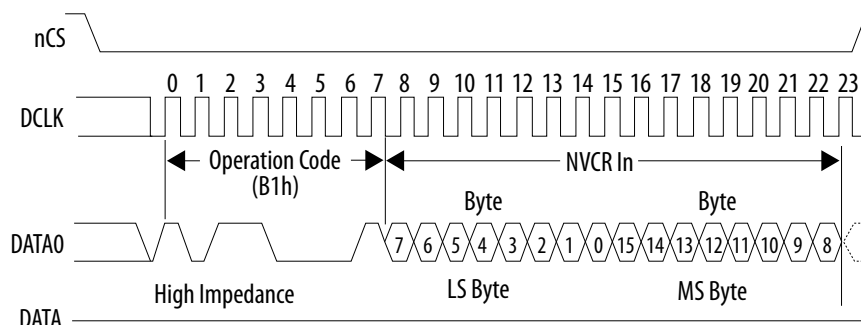 nCS
0 1 2 3 4 5 6 7 8 9 10 11 12 13 14 15 16 17 18 19 20 21 22 23
DCLK
Operation Code
(B1h)
NVCR In
Byte Byte
DATA0 7 6 5 4 3 2 1 0 15 14 13 12 11 10 9 8
High Impedance LS Byte MS Byte
DATA